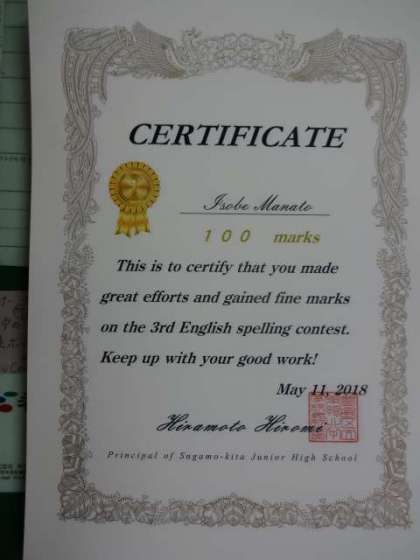 CERTIFICATE
Isobe Manato
100 marks
This is to certify that you made
great efforts and gained fine marks
on the 3rd English spelling contest.
Keep up with your good work!
May 11, 2018
Hiramoto Hiromi
Principal of Sugamo-kita Junior High School